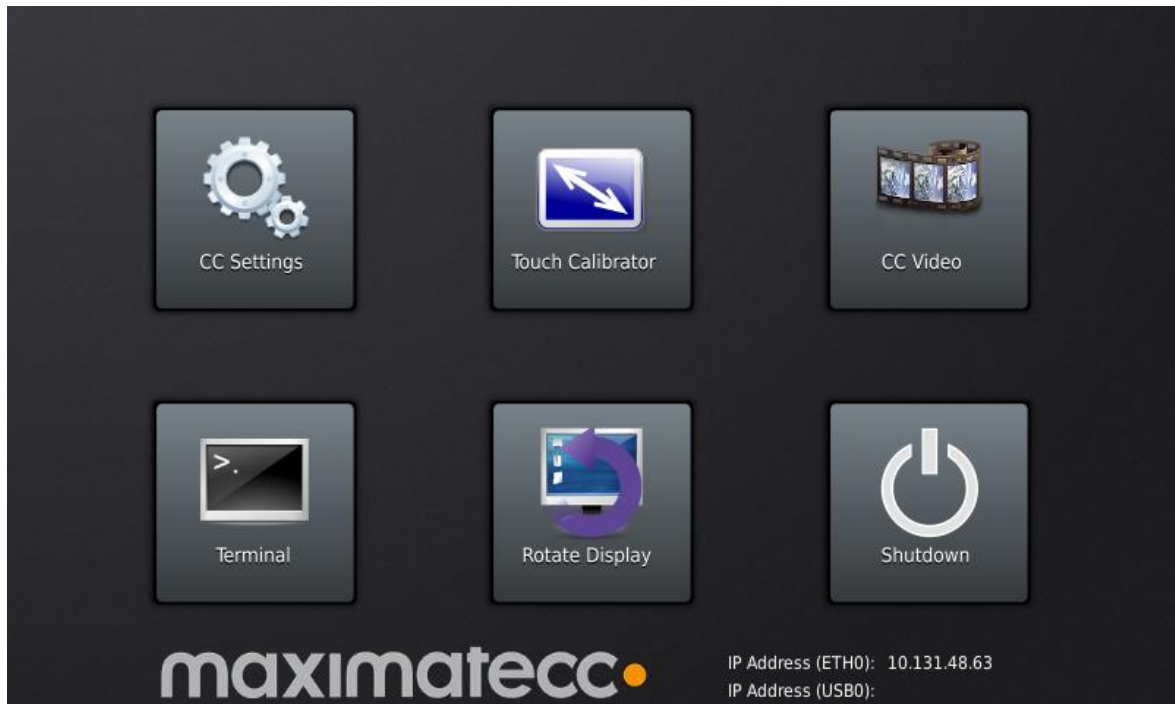 CC Settings
Touch Calibrator
CC Video
>.
Terminal
Rotate Display
Shutdown
maximatecc
IP Address (ETH0): 10.131.48.63
IP Address (USB0):